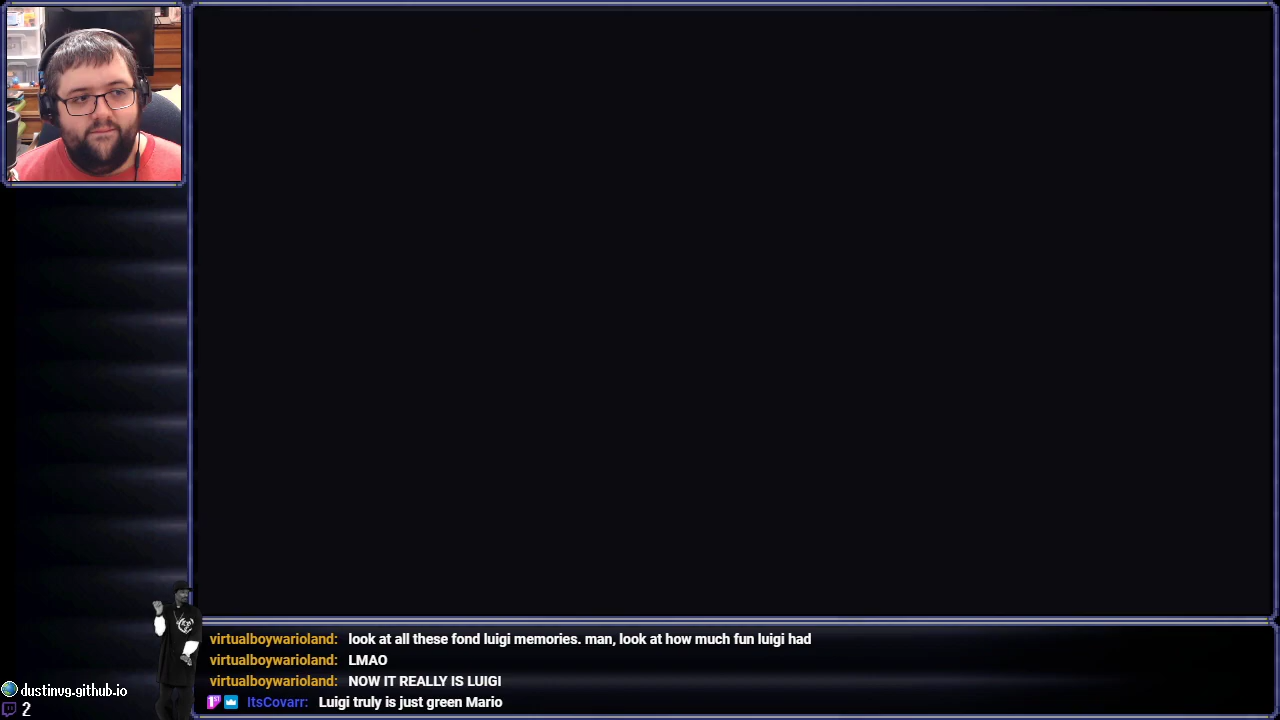 virtualboywarioland: look at all these fond luigi memories. man, look at how much fun luigi had
virtualboywarioland: LMAO
virtualboywarioland: NOW IT REALLY IS LUIGI
1ST ItsCovarr: Luigi truly is just green Mario
dustinvg.github.io
2